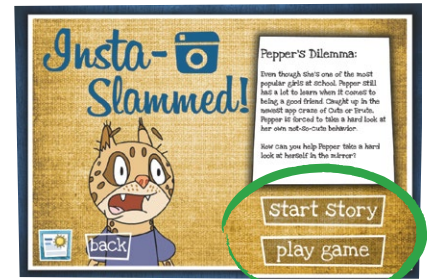 Insta-
Slammed!
Pepper's Dilemma:
Even though she's one of the most
popular girls at school, Pepper still
has a lot to learn when it comes to
being a good friend. Caught up in the
newest app craze of Cute or Brute,
Pepper is forced to take a hard look at
her own not-so-cute behavior.
How can you help Pepper take a hard
look at herself in the mirror?
start story
back
play game